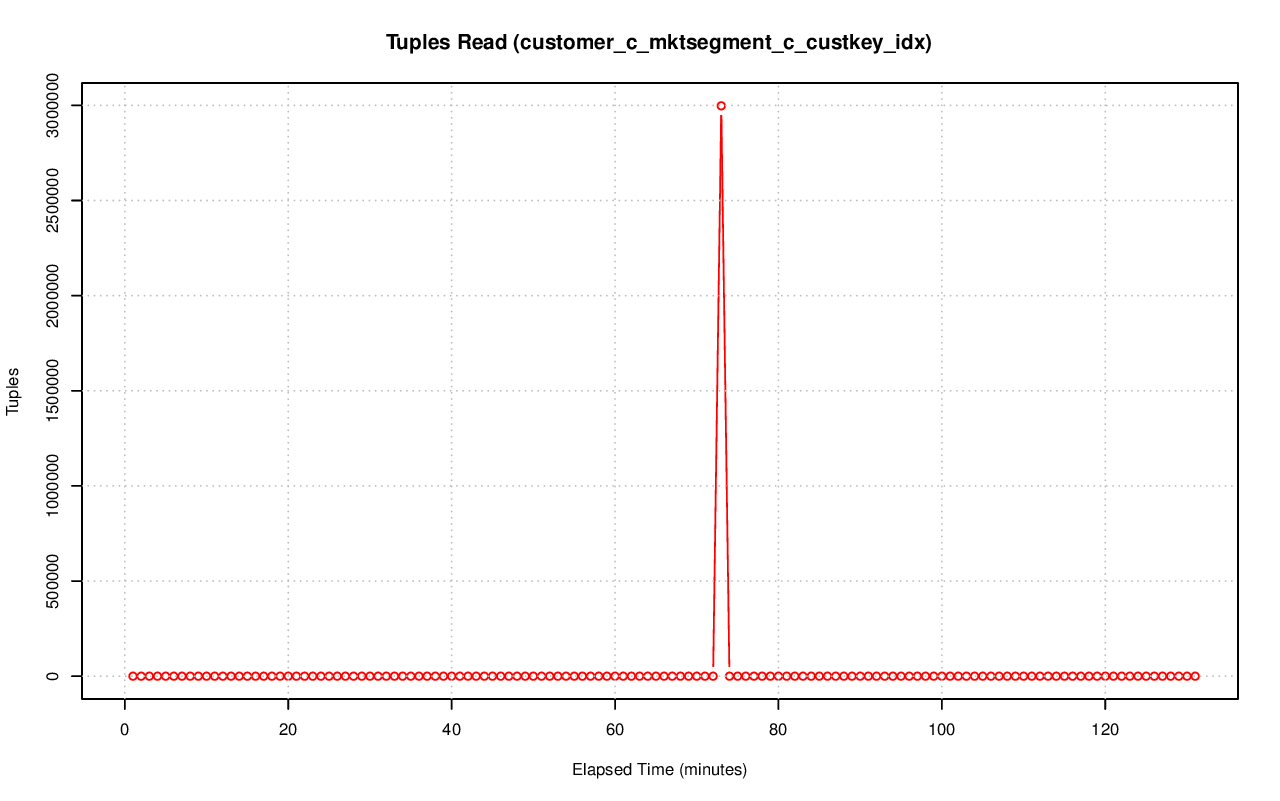 Tuples Read (customer_c_mktsegment_c_custkey_idx)
Tuples
3000000
2500000
2000000
1500000
1000000
500000
0
0 20 40 60 80 100 120
Elapsed Time (minutes)